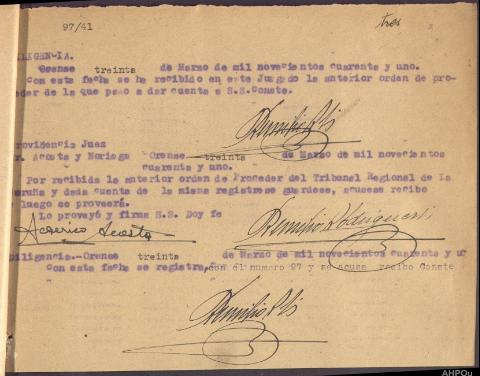 97/41
tres
DILIGENCIA.
Orense treinta de Marzo de mil novecientos cuarenta y uno.
Con esta fecha se ha recibido en este Juzgado la anterior orden de pro-
ceder de la que paso a dar cuenta a S.S. Conste.
Providencia Juez
Sr. Acosta y Noriega Orense treinta de Marzo de mil novecientos
cuarenta y uno.
Por recibida la anterior orden de Proceder del Tribunal Regional de La
Coruña y dada cuenta de la misma registrese guardese, acusese recibo
y luego se proveerá.
Lo proveyó y firma S.S. Doy fe
Acosta
Diligencia.-Orense treinta de Marzo de mil novecientos cuarenta y u
Con esta fecha se registra, con el numero 97 y se acusa recibo Conste
AHPOu